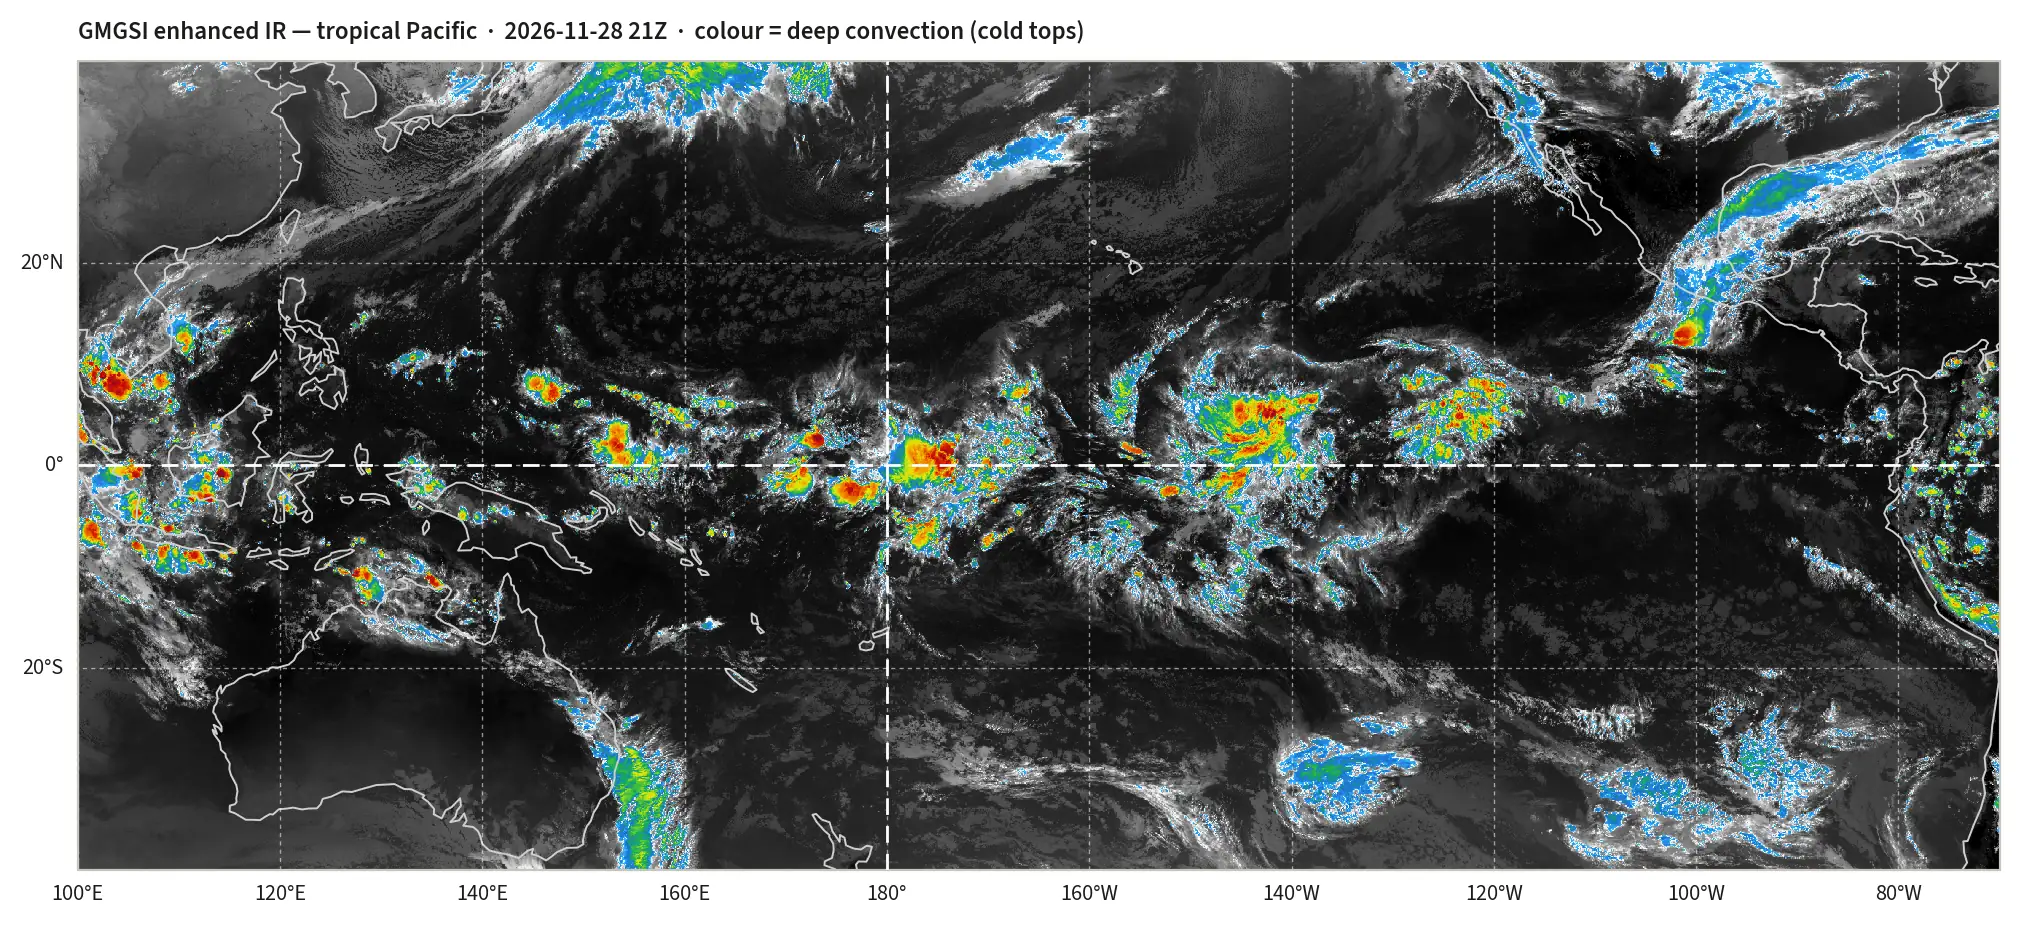 GMGSI enhanced IR — tropical Pacific · 2026-11-28 21Z · colour = deep convection (cold tops)
20°N
0°
20°S
100°E 120°E 140°E 160°E 180° 160°W 140°W 120°W 100°W 80°W